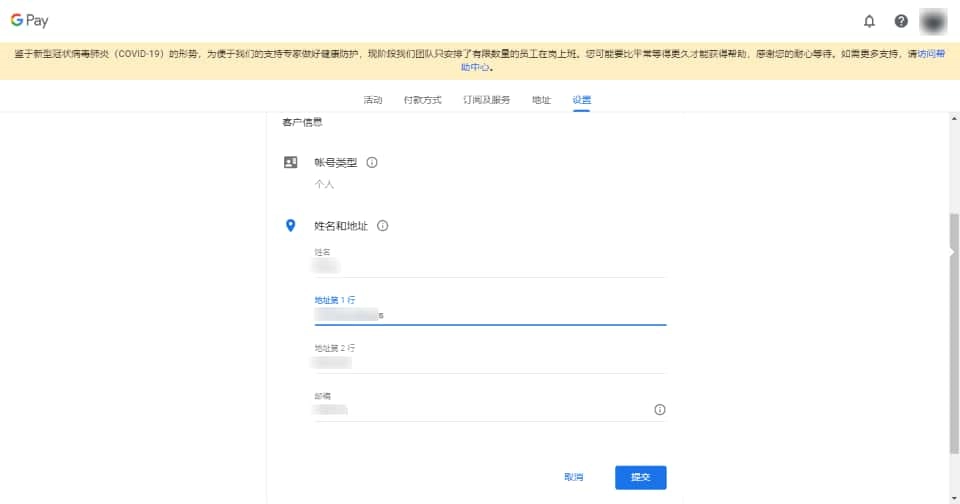 G Pay
鉴于新型冠状病毒肺炎（COVID-19）的形势，为便于我们的支持专家做好健康防护，现阶段我们团队只安排了有限数量的员工在岗上班。您可能要比平常等得更久才能获得帮助，感谢您的耐心等待。如需更多支持，请访问帮
助中心。
活动 付款方式 订阅及服务 地址 设置
客户信息
帐号类型
个人
姓名和地址
姓名
地址第 1 行
s
地址第 2 行
邮编
取消 提交